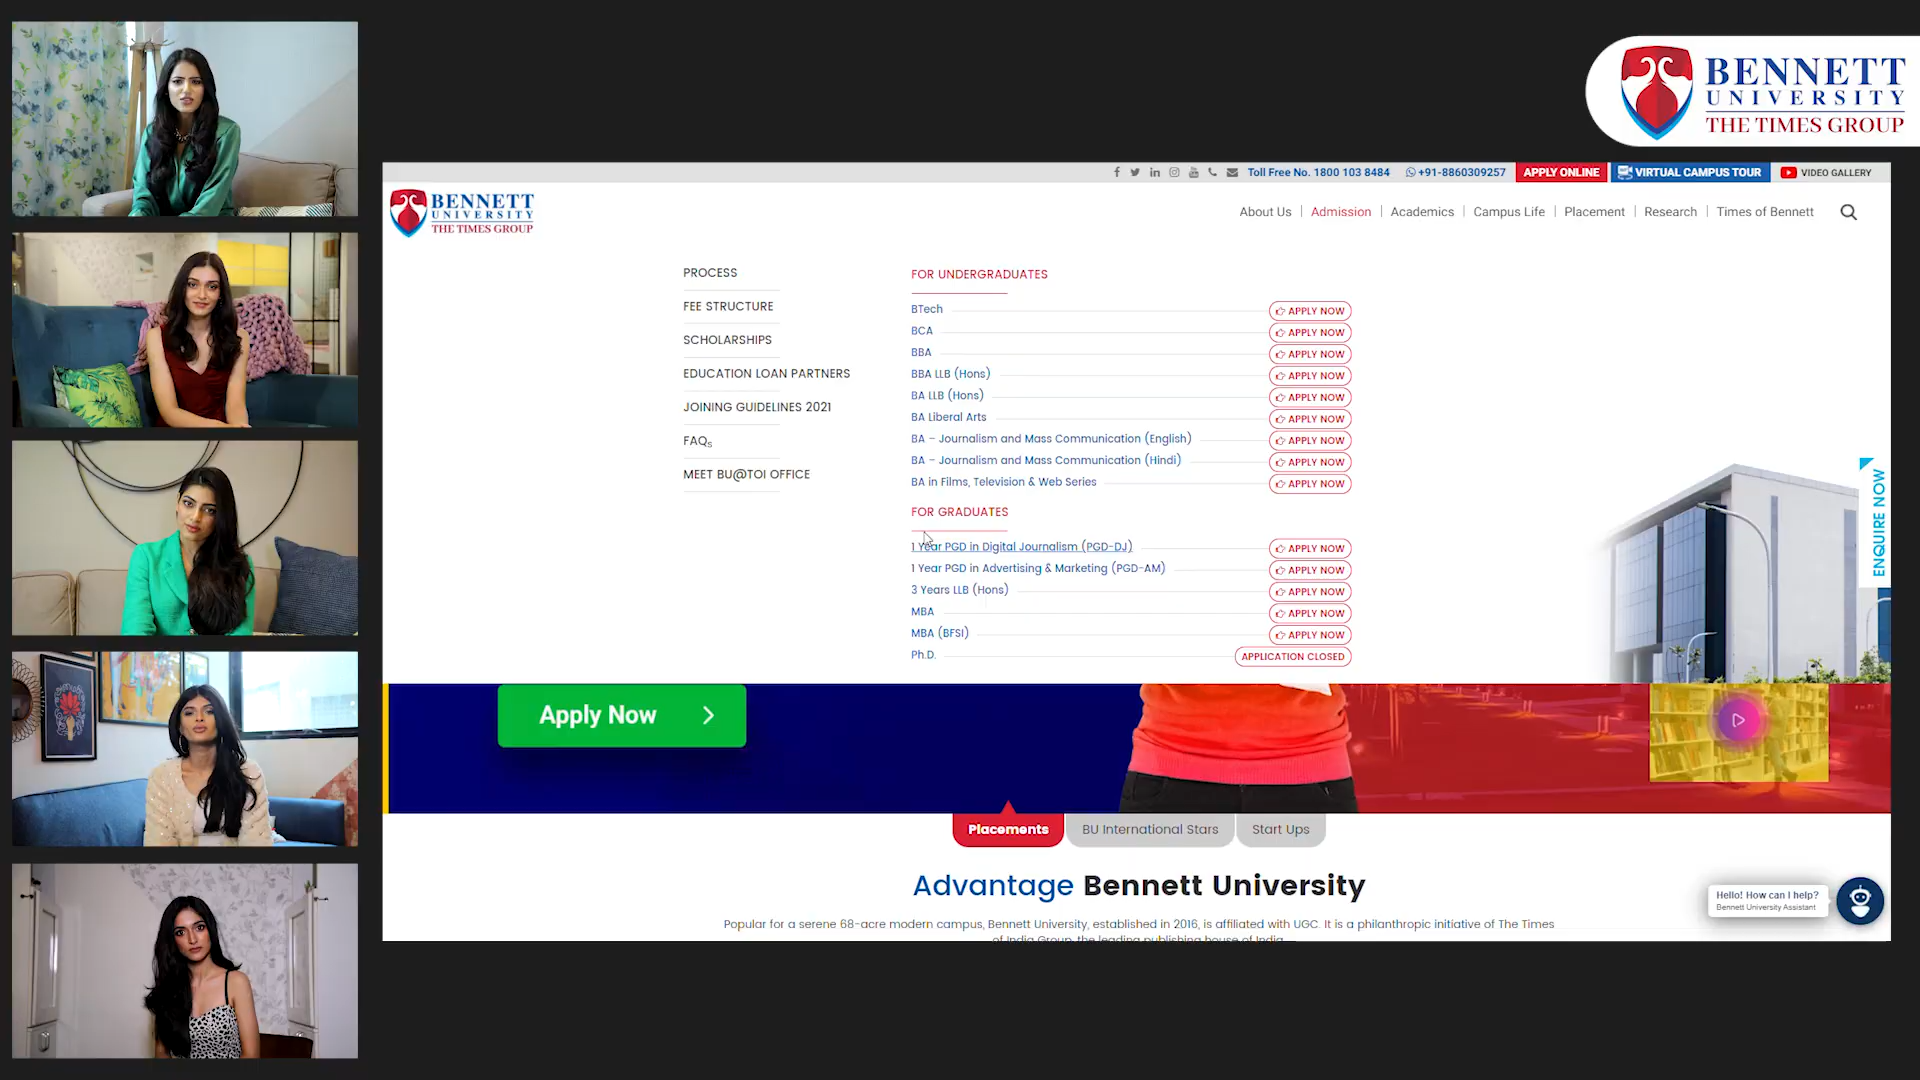 BENNETT
UNIVERSITY
THE TIMES GROUP
Toll Free No. 1800 103 8484
+91-8860309257
APPLY ONLINE
VIRTUAL CAMPUS TOUR
VIDEO GALLERY
BENNETT
UNIVERSITY
THE TIMES GROUP
About Us
Admission
Academics
Campus Life
Placement
Research
Times of Bennett
PROCESS
FEE STRUCTURE
SCHOLARSHIPS
EDUCATION LOAN PARTNERS
JOINING GUIDELINES 2021
FAQs
MEET BU@TOI OFFICE
FOR UNDERGRADUATES
BTech APPLY NOW
BCA APPLY NOW
BBA APPLY NOW
BBA LLB (Hons) APPLY NOW
BA LLB (Hons) APPLY NOW
BA Liberal Arts APPLY NOW
BA – Journalism and Mass Communication (English) APPLY NOW
BA – Journalism and Mass Communication (Hindi) APPLY NOW
BA in Films, Television & Web Series APPLY NOW
FOR GRADUATES
1 Year PGD in Digital Journalism (PGD-DJ) APPLY NOW
1 Year PGD in Advertising & Marketing (PGD-AM) APPLY NOW
3 Years LLB (Hons) APPLY NOW
MBA APPLY NOW
MBA (BFSI) APPLY NOW
Ph.D. APPLICATION CLOSED
ENQUIRE NOW
Apply Now
Placements
BU International Stars
Start Ups
Advantage Bennett University
Hello! How can I help?
Bennett University Assistant
Popular for a serene 68-acre modern campus, Bennett University, established in 2016, is affiliated with UGC. It is a philanthropic initiative of The Times
of India Group, the leading publishing house of India.